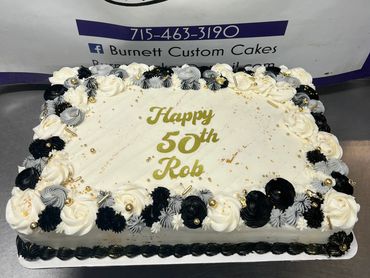 715-463-3190
Burnett Custom Cakes
Happy
50th
Rob